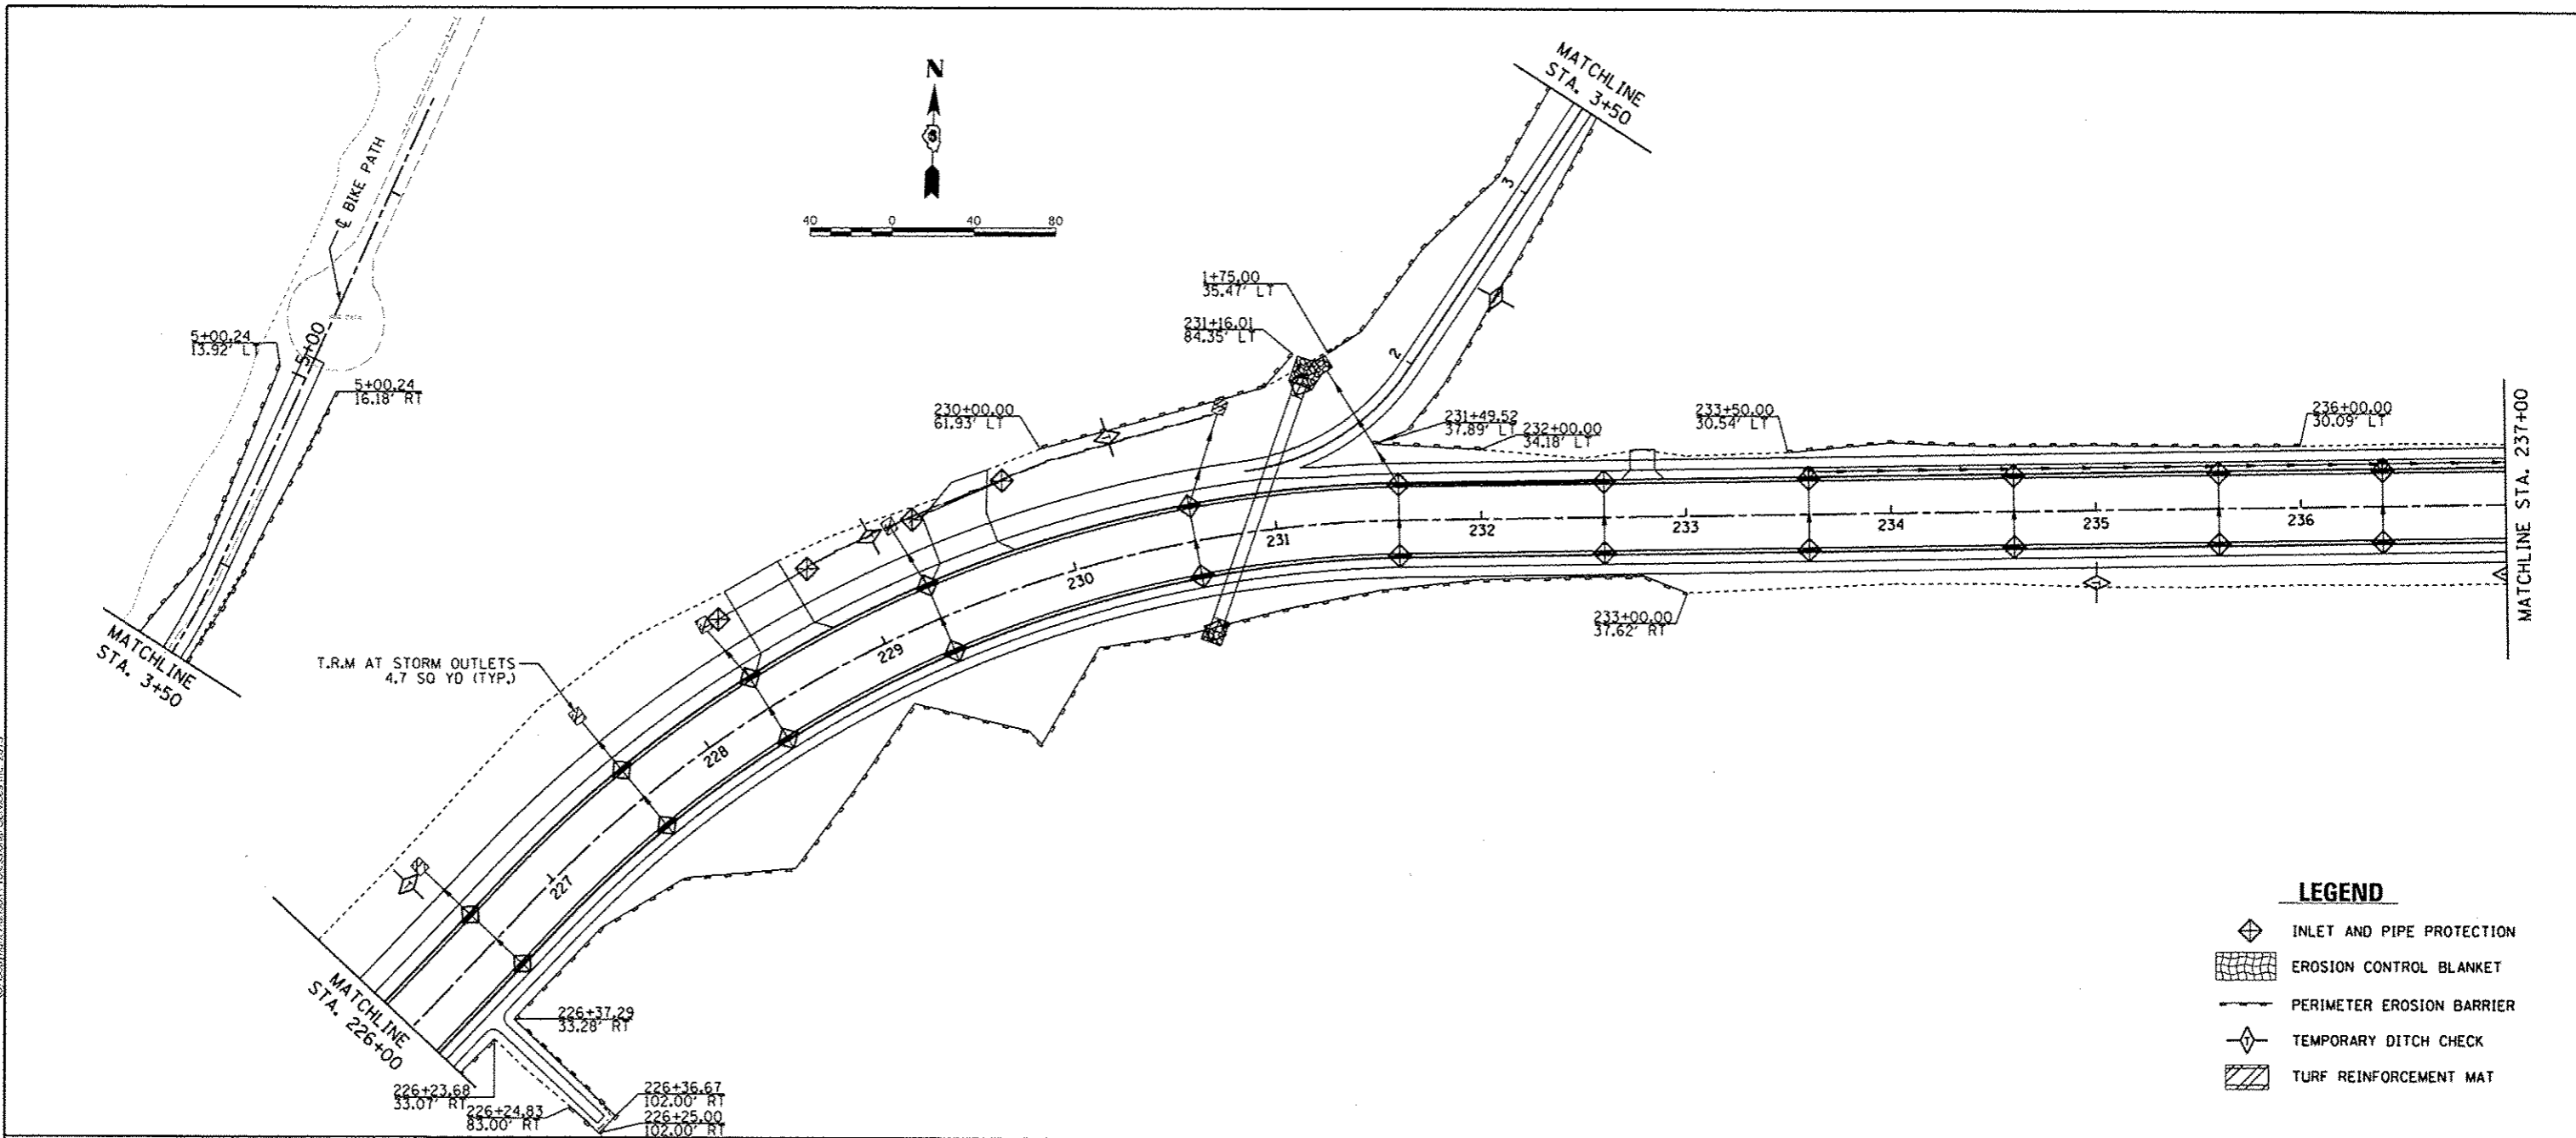 MATCHLINE
STA. 3+50
N
40 0 40 80
℄ BIKE PATH
5+00
5+00.24
13.92' LT
5+00.24
16.18' RT
MATCHLINE
STA. 3+50
1+75.00
35.47' LT
231+16.01
84.35' LT
230+00.00
61.93' LT
3
2
231+49.52
37.89' LT
232+00.00
34.18' LT
233+50.00
30.54' LT
236+00.00
30.09' LT
MATCHLINE STA. 237+00
227
228
229
230
231
232
233
234
235
236
233+00.00
37.62' RT
T.R.M AT STORM OUTLETS
4.7 SQ YD (TYP.)
MATCHLINE
STA. 226+00
226+37.29
33.28' RT
226+23.68
33.07' RT
226+24.83
83.00' RT
226+36.67
102.00' RT
226+25.00
102.00' RT
LEGEND
INLET AND PIPE PROTECTION
EROSION CONTROL BLANKET
PERIMETER EROSION BARRIER
TEMPORARY DITCH CHECK
TURF REINFORCEMENT MAT